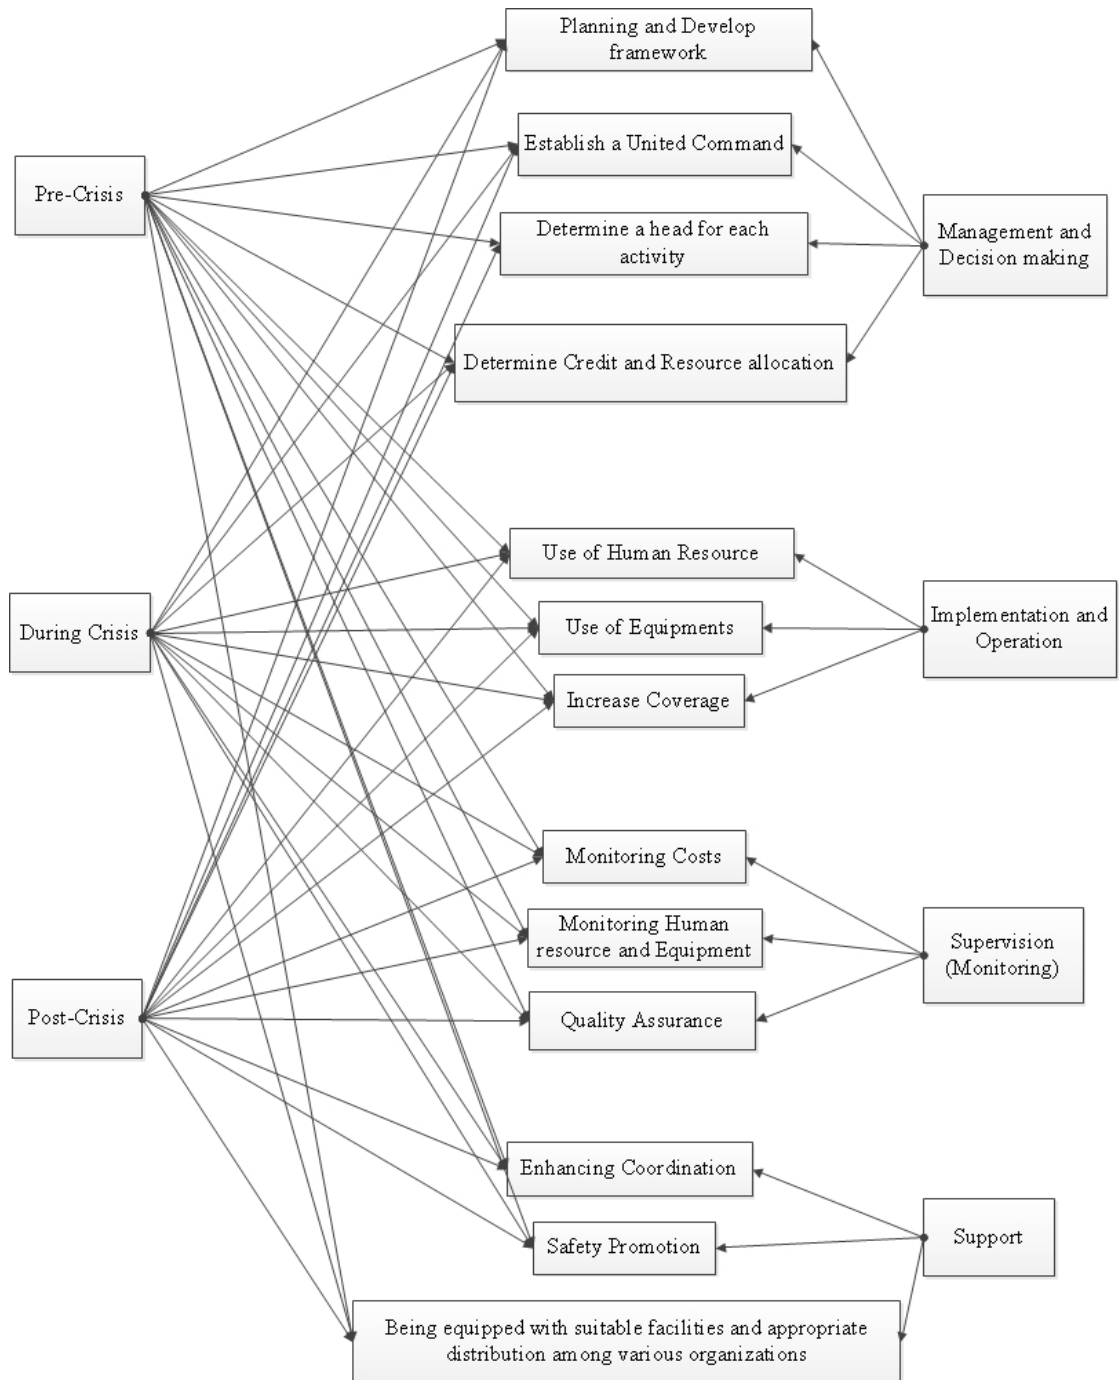 Planning and Develop
framework
Establish a United Command
Pre-Crisis
Determine a head for each
activity
Management and
Decision making
Determine Credit and Resource allocation
Use of Human Resource
During Crisis
Use of Equipments
Implementation and
Operation
Increase Coverage
Monitoring Costs
Monitoring Human
resource and Equipment
Supervision
(Monitoring)
Post-Crisis
Quality Assurance
Enhancing Coordination
Safety Promotion
Support
Being equipped with suitable facilities and appropriate
distribution among various organizations